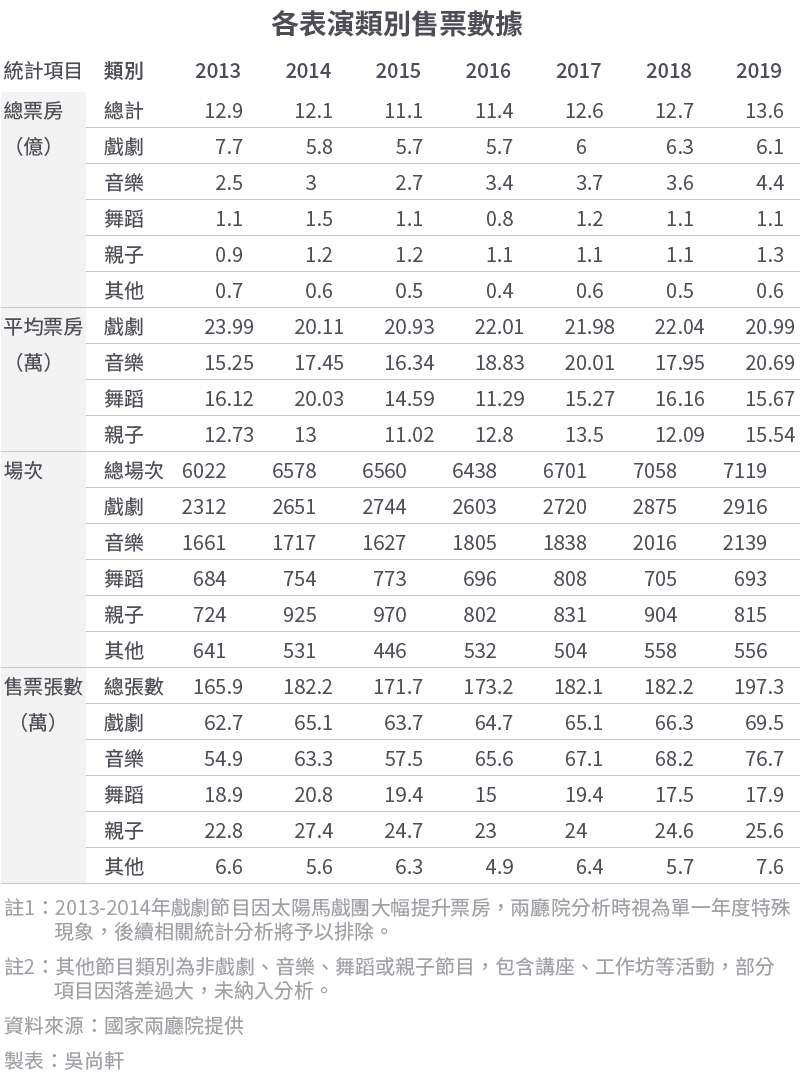 各表演類別售票數據
統計項目 類別 2013 2014 2015 2016 2017 2018 2019
總票房 總計 12.9 12.1 11.1 11.4 12.6 12.7 13.6
（億） 戲劇 7.7 5.8 5.7 5.7 6 6.3 6.1
音樂 2.5 3 2.7 3.4 3.7 3.6 4.4
舞蹈 1.1 1.5 1.1 0.8 1.2 1.1 1.1
親子 0.9 1.2 1.2 1.1 1.1 1.1 1.3
其他 0.7 0.6 0.5 0.4 0.6 0.5 0.6
平均票房 戲劇 23.99 20.11 20.93 22.01 21.98 22.04 20.99
（萬） 音樂 15.25 17.45 16.34 18.83 20.01 17.95 20.69
舞蹈 16.12 20.03 14.59 11.29 15.27 16.16 15.67
親子 12.73 13 11.02 12.8 13.5 12.09 15.54
場次 總場次 6022 6578 6560 6438 6701 7058 7119
戲劇 2312 2651 2744 2603 2720 2875 2916
音樂 1661 1717 1627 1805 1838 2016 2139
舞蹈 684 754 773 696 808 705 693
親子 724 925 970 802 831 904 815
其他 641 531 446 532 504 558 556
售票張數 總張數 165.9 182.2 171.7 173.2 182.1 182.2 197.3
（萬） 戲劇 62.7 65.1 63.7 64.7 65.1 66.3 69.5
音樂 54.9 63.3 57.5 65.6 67.1 68.2 76.7
舞蹈 18.9 20.8 19.4 15 19.4 17.5 17.9
親子 22.8 27.4 24.7 23 24 24.6 25.6
其他 6.6 5.6 6.3 4.9 6.4 5.7 7.6
註1：2013-2014年戲劇節目因太陽馬戲團大幅提升票房，兩廳院分析時視為單一年度特殊
現象，後續相關統計分析將予以排除。
註2：其他節目類別為非戲劇、音樂、舞蹈或親子節目，包含講座、工作坊等活動，部分
項目因落差過大，未納入分析。
資料來源：國家兩廳院提供
製表：吳尚軒